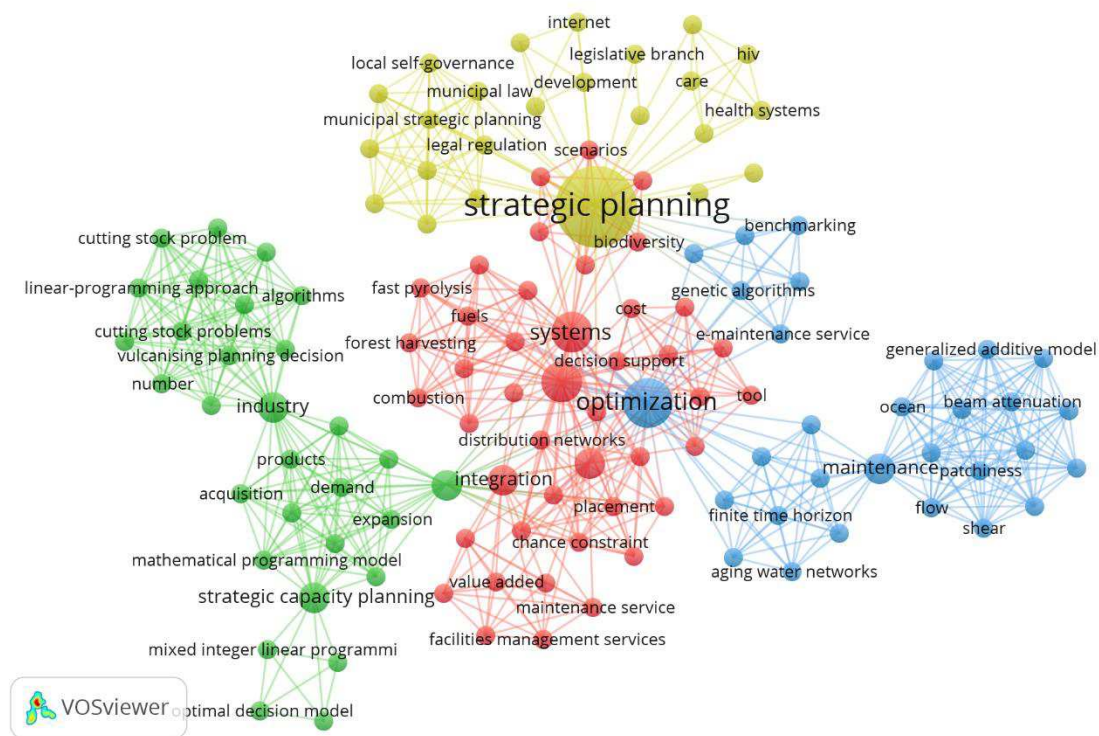 internet
legislative branch
hiv
local self-governance
development
care
municipal law
health systems
municipal strategic planning
legal regulation
scenarios
strategic planning
benchmarking
cutting stock problem
biodiversity
linear-programming approach
algorithms
fast pyrolysis
genetic algorithms
fuels
cost
cutting stock problems
systems
e-maintenance service
forest harvesting
vulcanising planning decision
decision support
generalized additive model
number
combustion
optimization
tool
ocean
beam attenuation
industry
distribution networks
products
integration
maintenance
patchiness
acquisition
demand
placement
flow
expansion
finite time horizon
shear
chance constraint
mathematical programming model
value added
aging water networks
strategic capacity planning
maintenance service
facilities management services
mixed integer linear programmi
optimal decision model
VOSviewer